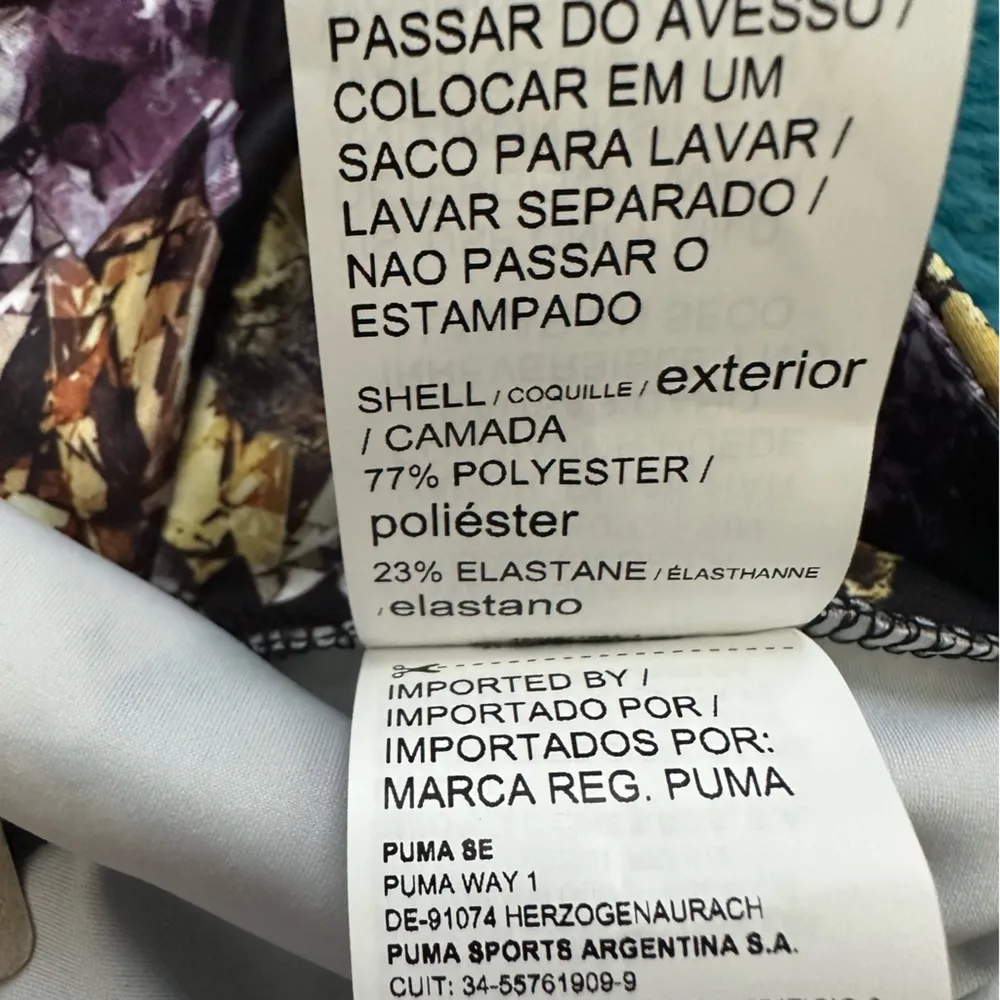 PASSAR DO AVESSO /
COLOCAR EM UM
SACO PARA LAVAR /
LAVAR SEPARADO /
NAO PASSAR O
ESTAMPADO
SHELL / COQUILLE / exterior
/ CAMADA
77% POLYESTER /
poliéster
23% ELASTANE / ÉLASTHANNE
/ elastano
IMPORTED BY /
IMPORTADO POR /
IMPORTADOS POR:
MARCA REG. PUMA
PUMA SE
PUMA WAY 1
DE-91074 HERZOGENAURACH
PUMA SPORTS ARGENTINA S.A.
CUIT: 34-55761909-9